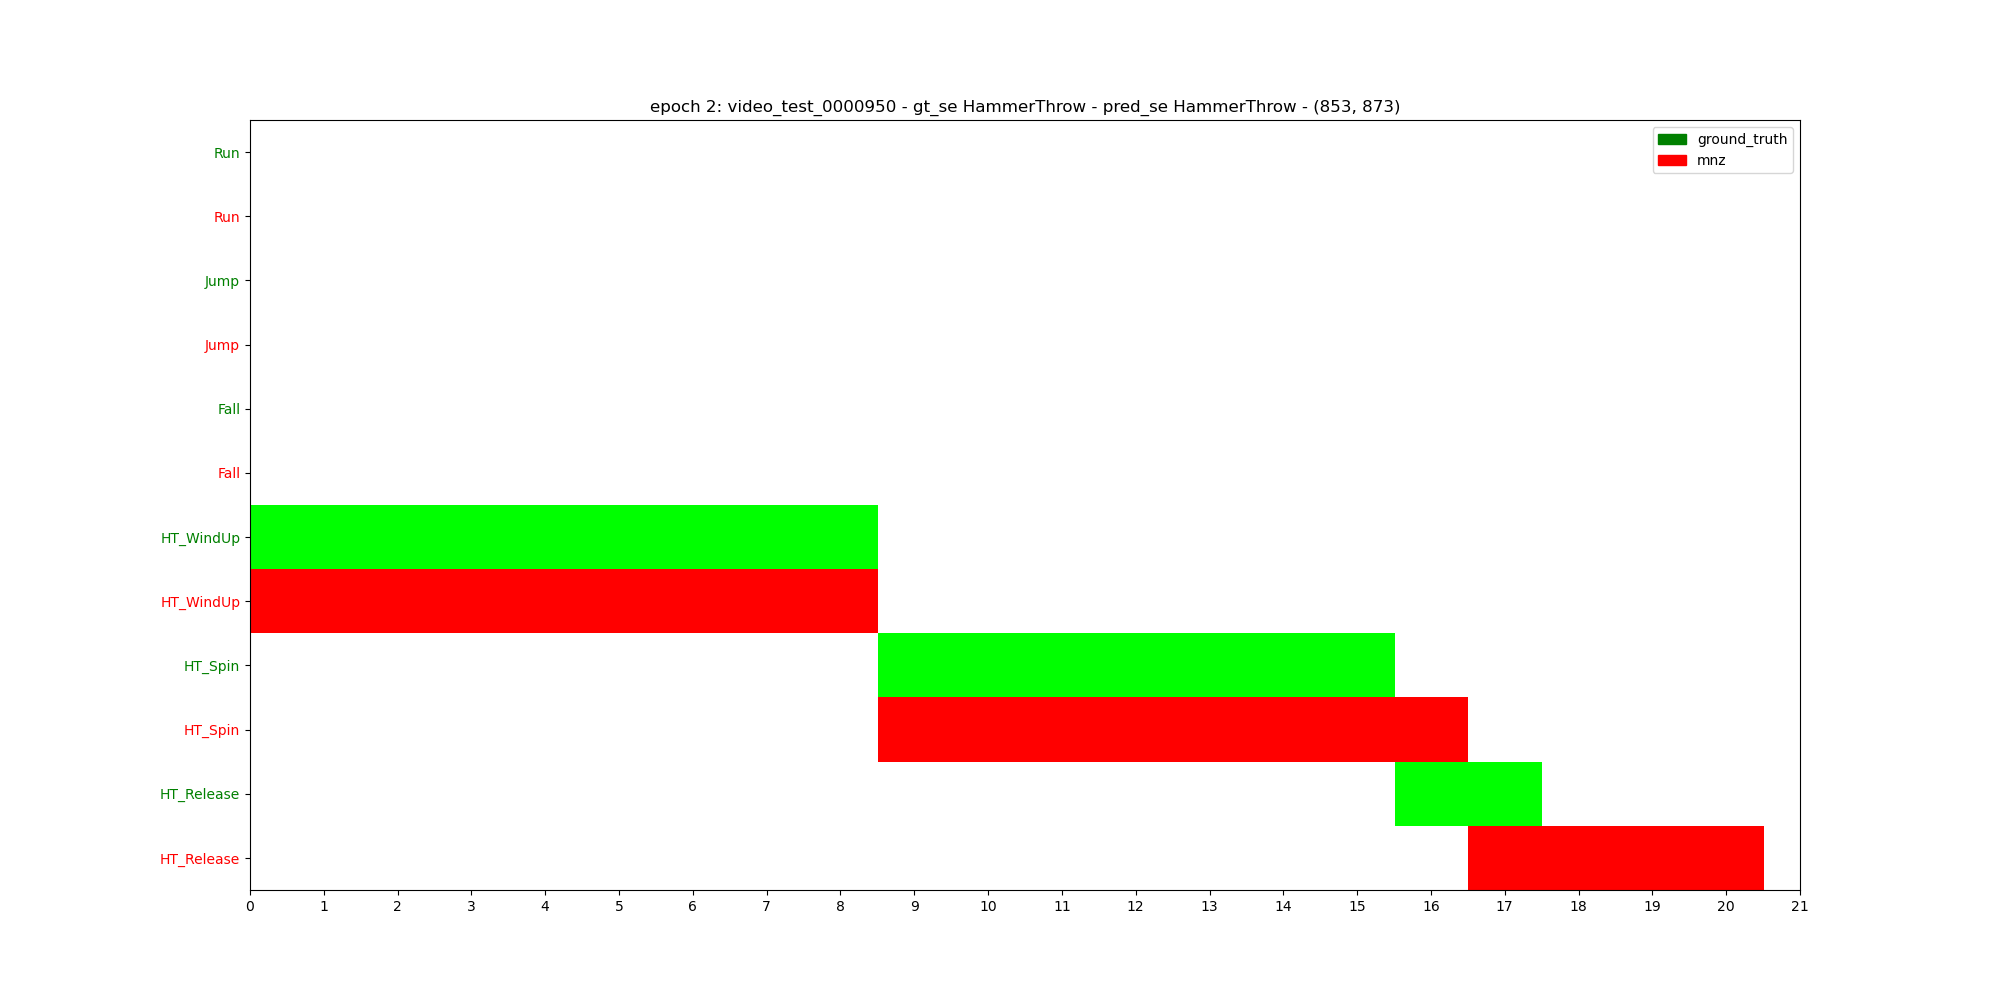 epoch 2: video_test_0000950 - gt_se HammerThrow - pred_se HammerThrow - (853, 873)
ground_truth
mnz
Run
Run
Jump
Jump
Fall
Fall
HT_WindUp
HT_WindUp
HT_Spin
HT_Spin
HT_Release
HT_Release
0 1 2 3 4 5 6 7 8 9 10 11 12 13 14 15 16 17 18 19 20 21